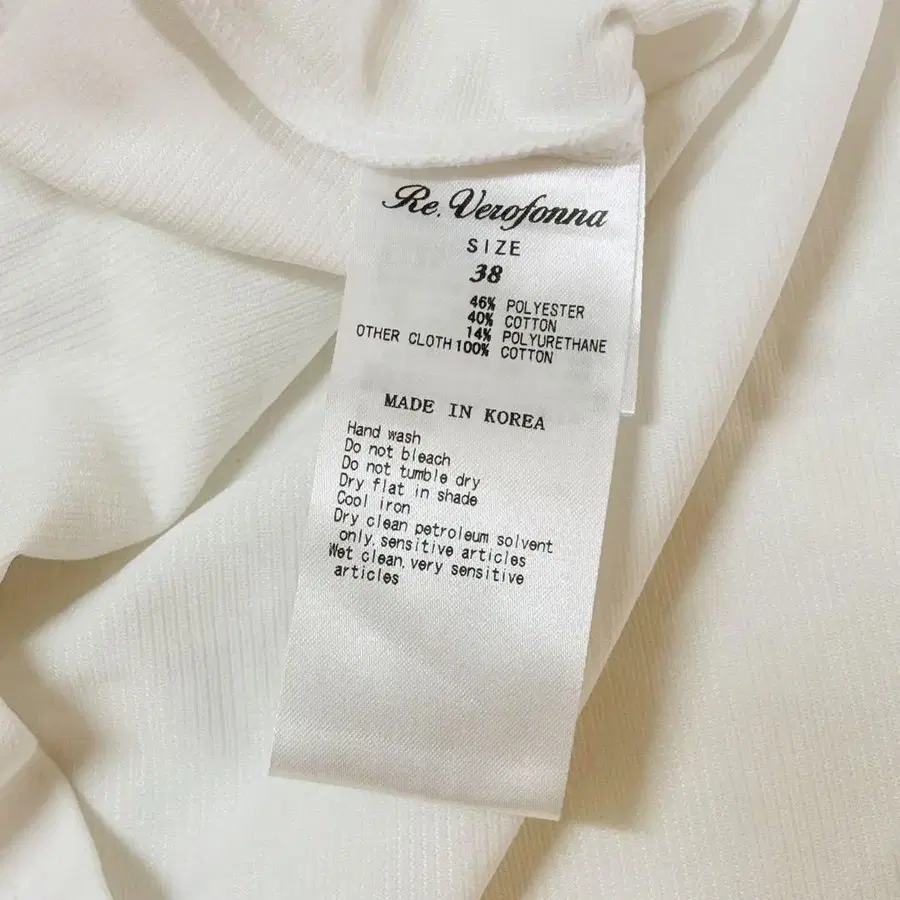 Re. Verofonna
SIZE
38
46% POLYESTER
40% COTTON
14% POLYURETHANE
OTHER CLOTH 100% COTTON
MADE IN KOREA
Hand wash
Do not bleach
Do not tumble dry
Dry flat in shade
Cool iron
Dry clean petroleum solvent
only, sensitive articles
Wet clean, very sensitive
articles